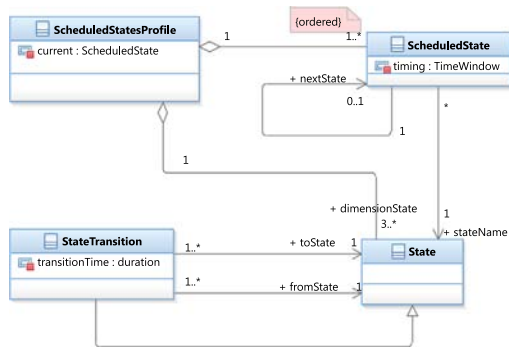 {ordered}
ScheduledStatesProfile
current : ScheduledState
1
1..*
ScheduledState
timing : TimeWindow
+ nextState
0..1
1
*
1
+ dimensionState
3..*
1
+ stateName
StateTransition
transitionTime : duration
1..*
+ toState
1
State
1..*
+ fromState
1